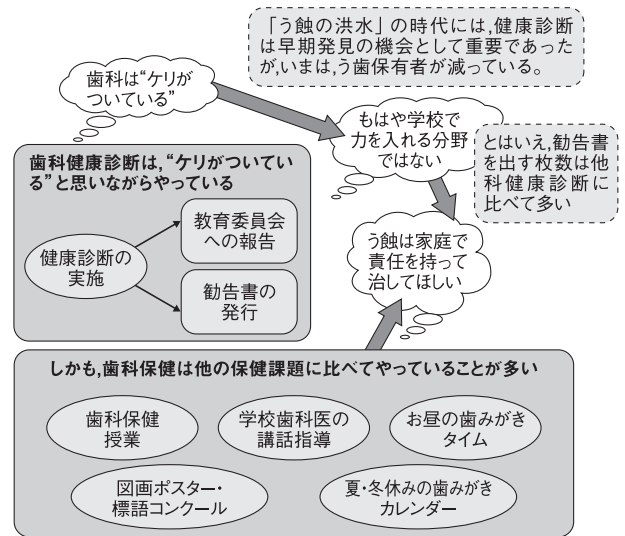 「う蝕の洪水」の時代には,健康診断
は早期発見の機会として重要であった
が,いまは,う歯保有者が減っている。
歯科は“ケリが
ついている”
もはや学校で
力を入れる分野
ではない
とはいえ,勧告書
を出す枚数は他
科健康診断に
比べて多い
歯科健康診断は,“ケリがついてい
る”と思いながらやっている
健康診断の
実施
教育委員会
への報告
勧告書の
発行
う蝕は家庭で
責任を持って
治してほしい
しかも,歯科保健は他の保健課題に比べてやっていることが多い
歯科保健
授業
学校歯科医の
講話指導
お昼の歯みがき
タイム
図画ポスター・
標語コンクール
夏・冬休みの歯みがき
カレンダー